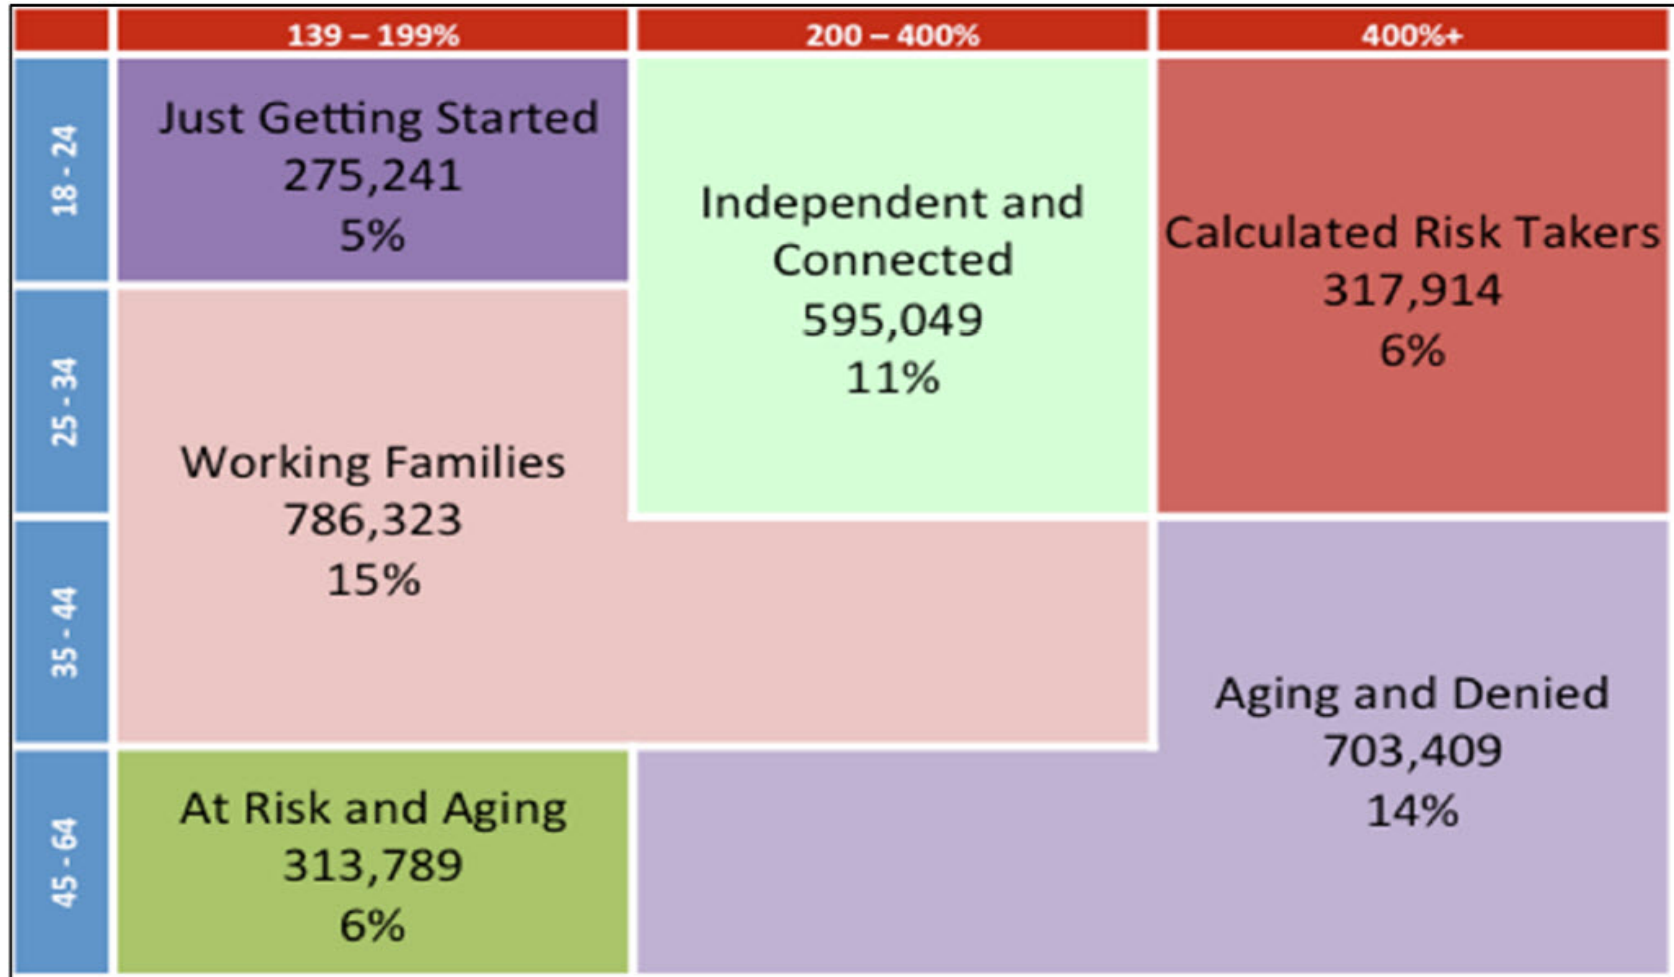 139 – 199%
200 – 400%
400%+
18 - 24
Just Getting Started
275,241
5%
Independent and
Connected
595,049
11%
Calculated Risk Takers
317,914
6%
25 - 34
Working Families
786,323
15%
35 - 44
Aging and Denied
703,409
14%
45 - 64
At Risk and Aging
313,789
6%